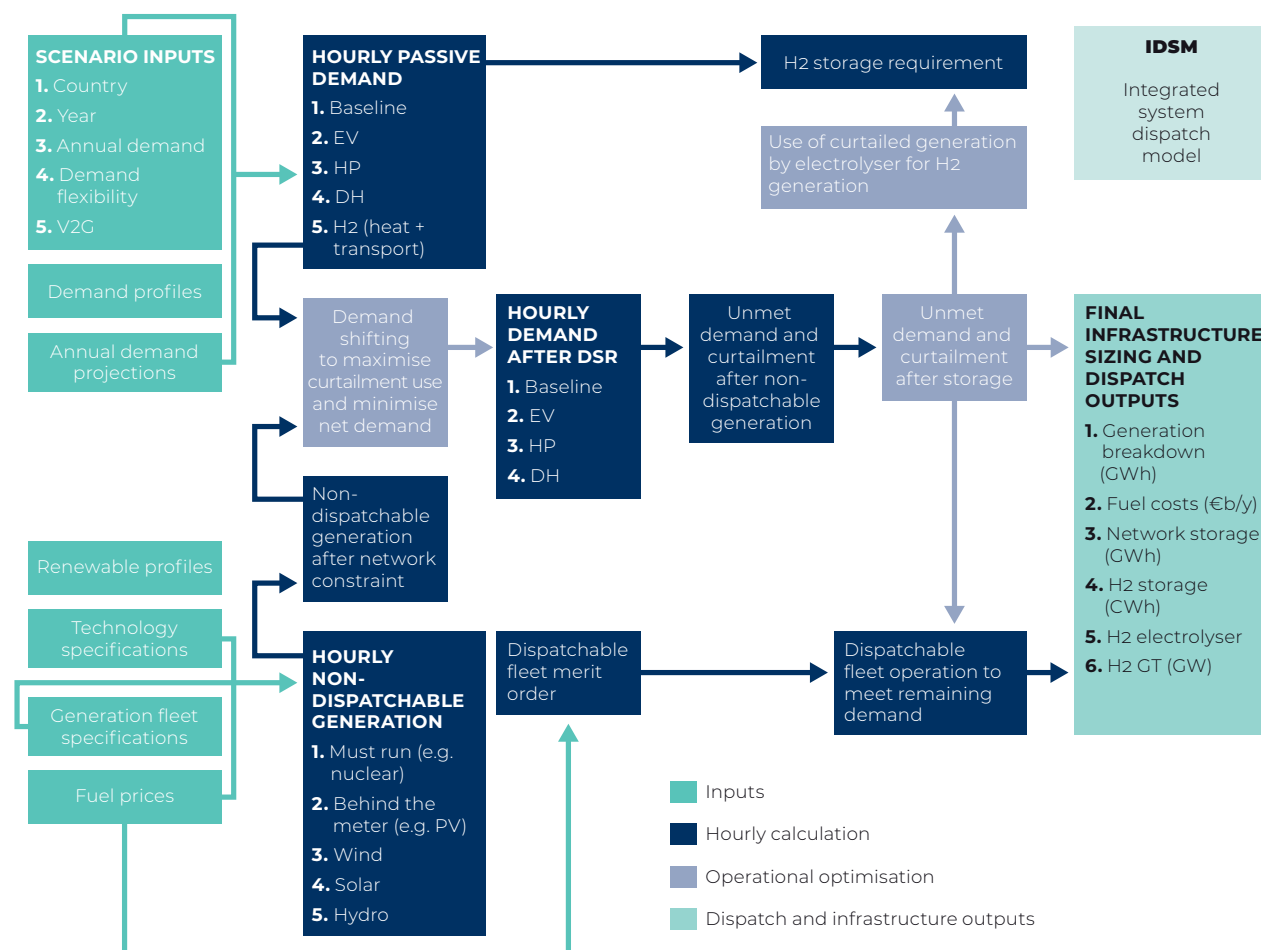 SCENARIO INPUTS
1. Country
2. Year
3. Annual demand
4. Demand
flexibility
5. V2G
Demand profiles
Annual demand
projections
Renewable profiles
Technology
specifications
Generation fleet
specifications
Fuel prices
HOURLY PASSIVE
DEMAND
1. Baseline
2. EV
3. HP
4. DH
5. H2 (heat +
transport)
Demand
shifting
to maximise
curtailment use
and minimise
net demand
Non-
dispatchable
generation
after network
constraint
HOURLY
NON-
DISPATCHABLE
GENERATION
1. Must run (e.g.
nuclear)
2. Behind the
meter (e.g. PV)
3. Wind
4. Solar
5. Hydro
HOURLY
DEMAND
AFTER DSR
1. Baseline
2. EV
3. HP
4. DH
Dispatchable
fleet merit
order
Unmet
demand and
curtailment
after non-
dispatchable
generation
H2 storage requirement
Use of curtailed generation
by electrolyser for H2
generation
Unmet
demand and
curtailment
after storage
Dispatchable
fleet operation to
meet remaining
demand
IDSM
Integrated
system
dispatch
model
FINAL
INFRASTRUCTURE
SIZING AND
DISPATCH
OUTPUTS
1. Generation
breakdown
(GWh)
2. Fuel costs (€b/y)
3. Network storage
(GWh)
4. H2 storage
(CWh)
5. H2 electrolyser
6. H2 GT (GW)
Inputs
Hourly calculation
Operational optimisation
Dispatch and infrastructure outputs